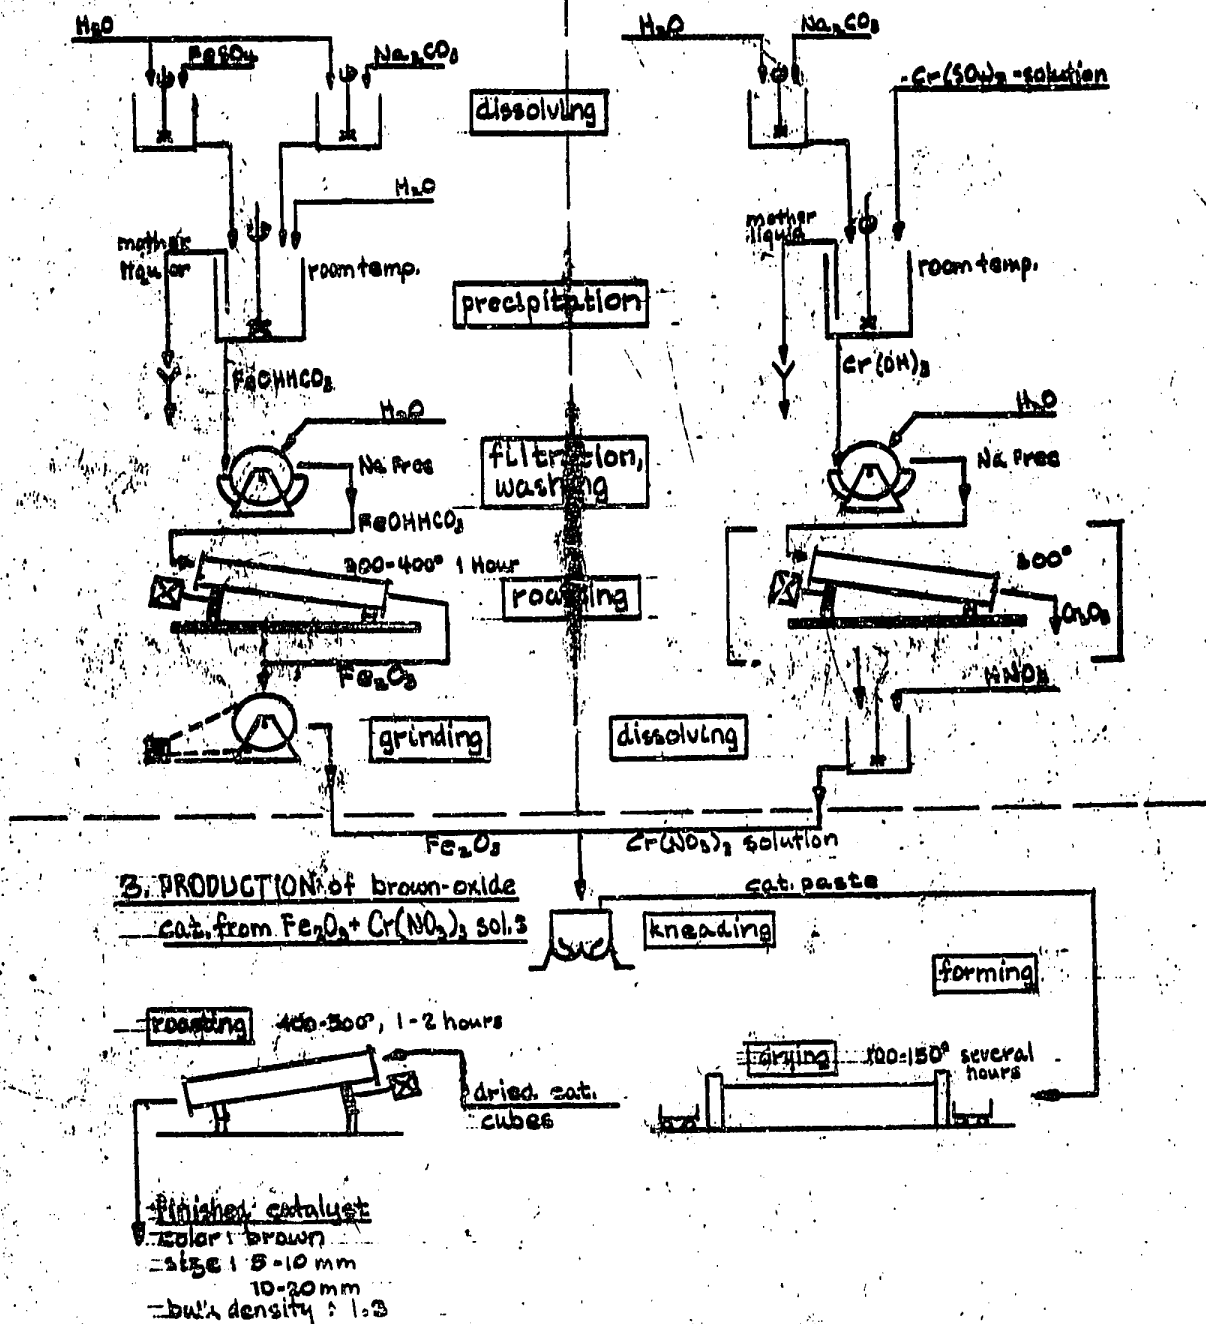 H₂O
FeSO₄
Na₂CO₃
H₂O
Na₂CO₃
Cr(SO₄)₃-solution
dissolving
H₂O
mother
liquor
room temp.
mother
liquid
room temp.
precipitation
FeOHHCO₃
Cr(OH)₃
H₂O
H₂O
Na Free
filtration,
washing
Na Free
FeOHHCO₃
300-400° 1 Hour
roasting
300°
Cr₂O₃
Fe₂O₃
HNO₃
grinding
dissolving
Fe₂O₃
Cr(NO₃)₃ solution
3. PRODUCTION of brown-oxide
cat. from Fe₂O₃ + Cr(NO₃)₃ sol.
cat. paste
kneading
forming
roasting 400-500°, 1-2 hours
drying 100-150° several
hours
dried cat.
cubes
finished catalyst
color: brown
size: 5-10 mm
10-20 mm
bulk density: 1.3